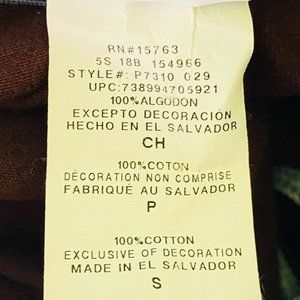 RN#15763
5S 18B 154966
STYLE#: P7310 029
UPC:738994705921
100%ALGODON
EXCEPTO DECORACIÓN
HECHO EN EL SALVADOR
CH
100%COTON
DÉCORATION NON COMPRISE
FABRIQUÉ AU SALVADOR
P
100%COTTON
EXCLUSIVE OF DECORATION
MADE IN EL SALVADOR
S